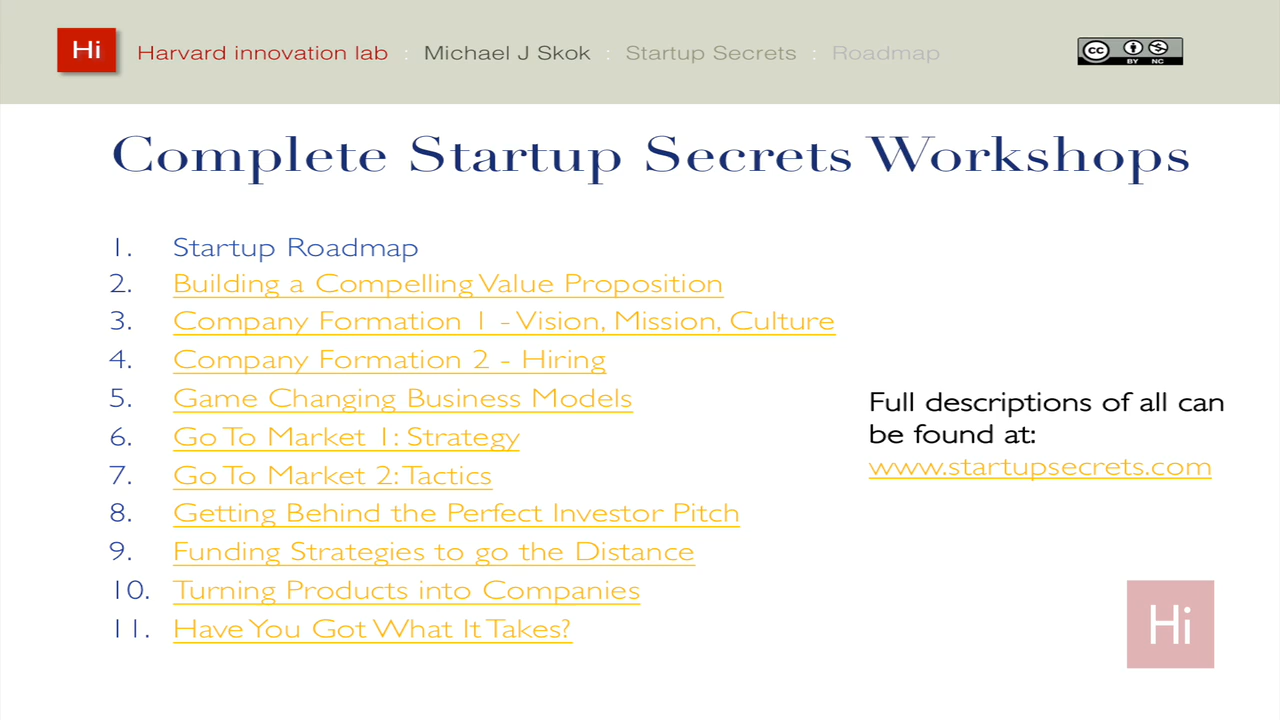 Hi Harvard innovation lab : Michael J Skok : Startup Secrets : Roadmap
cc BY NC
Complete Startup Secrets Workshops
1. Startup Roadmap
2. Building a Compelling Value Proposition
3. Company Formation 1 - Vision, Mission, Culture
4. Company Formation 2 - Hiring
5. Game Changing Business Models
6. Go To Market 1: Strategy
7. Go To Market 2: Tactics
8. Getting Behind the Perfect Investor Pitch
9. Funding Strategies to go the Distance
10. Turning Products into Companies
11. Have You Got What It Takes?
Full descriptions of all can
be found at:
www.startupsecrets.com
Hi